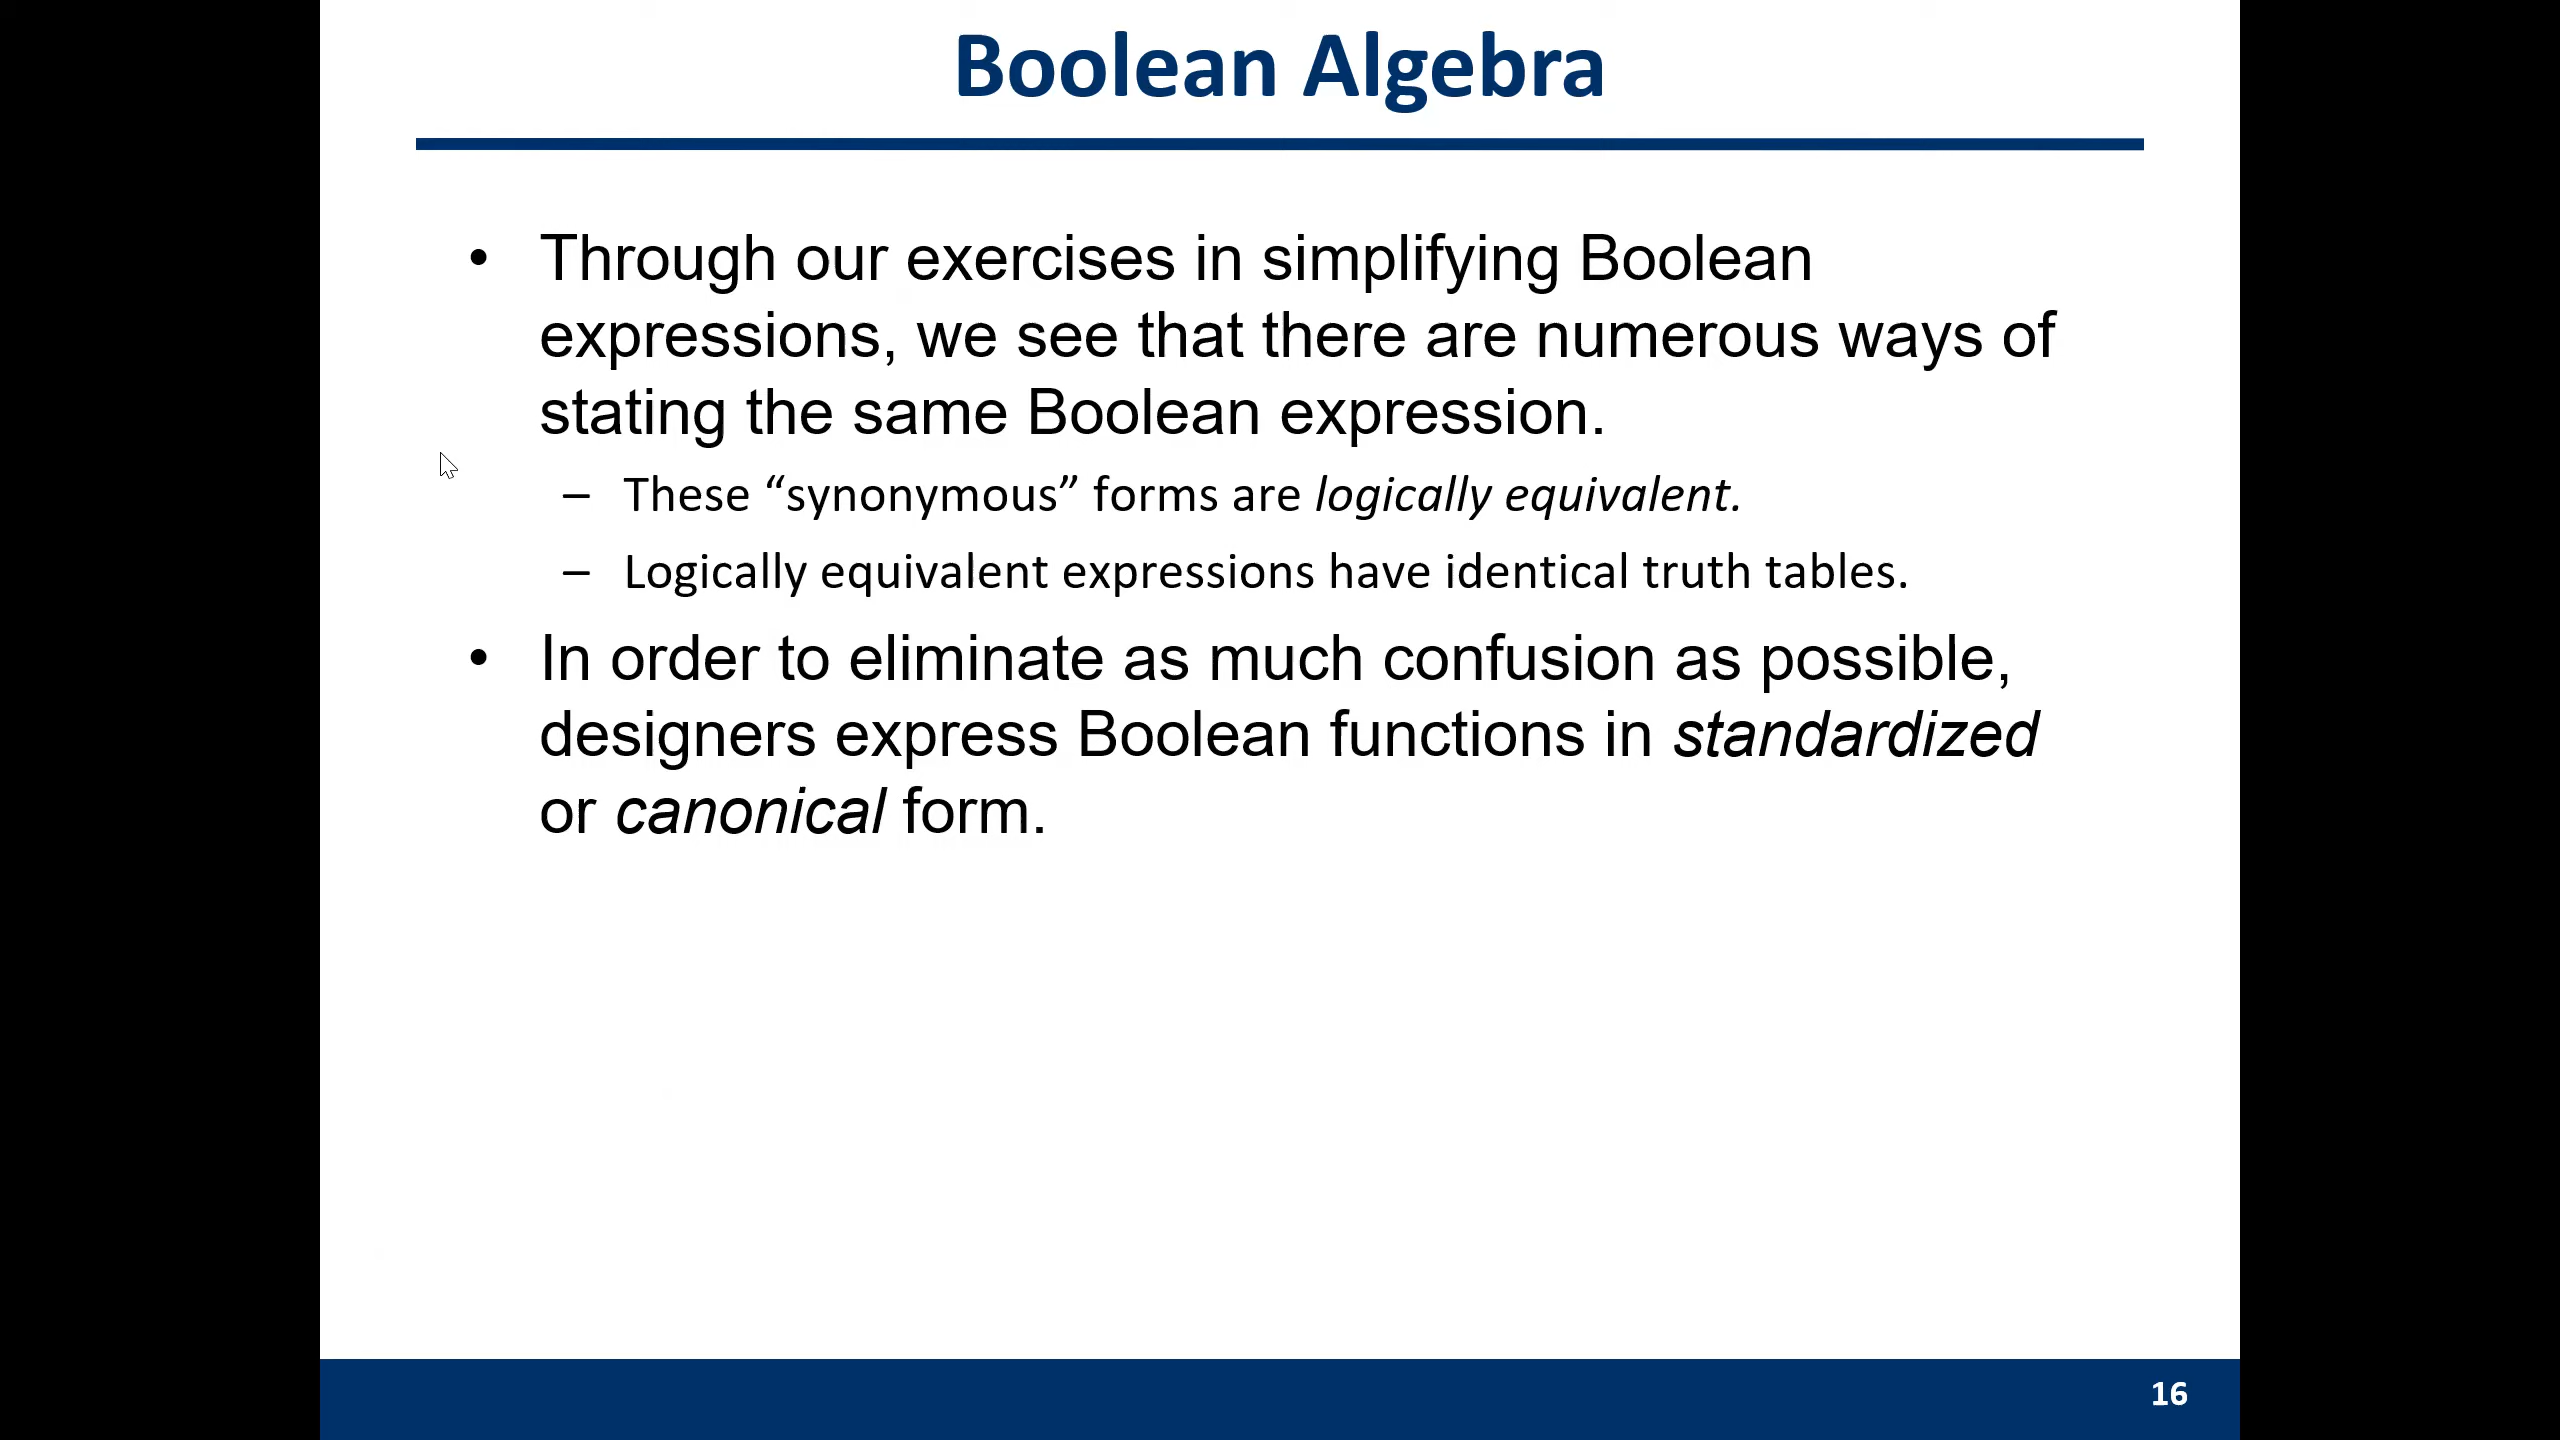 Boolean Algebra
• Through our exercises in simplifying Boolean
expressions, we see that there are numerous ways of
stating the same Boolean expression.
– These “synonymous” forms are logically equivalent.
– Logically equivalent expressions have identical truth tables.
• In order to eliminate as much confusion as possible,
designers express Boolean functions in standardized
or canonical form.
16